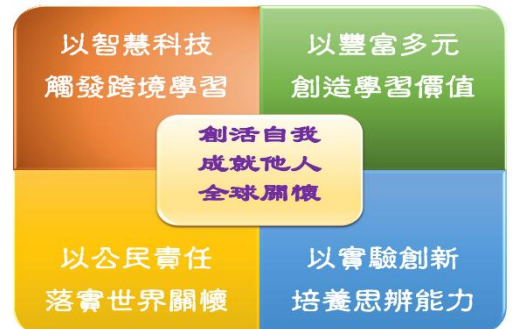 以智慧科技
觸發跨境學習
以豐富多元
創造學習價值
創活自我
成就他人
全球關懷
以公民責任
落實世界關懷
以實驗創新
培養思辨能力